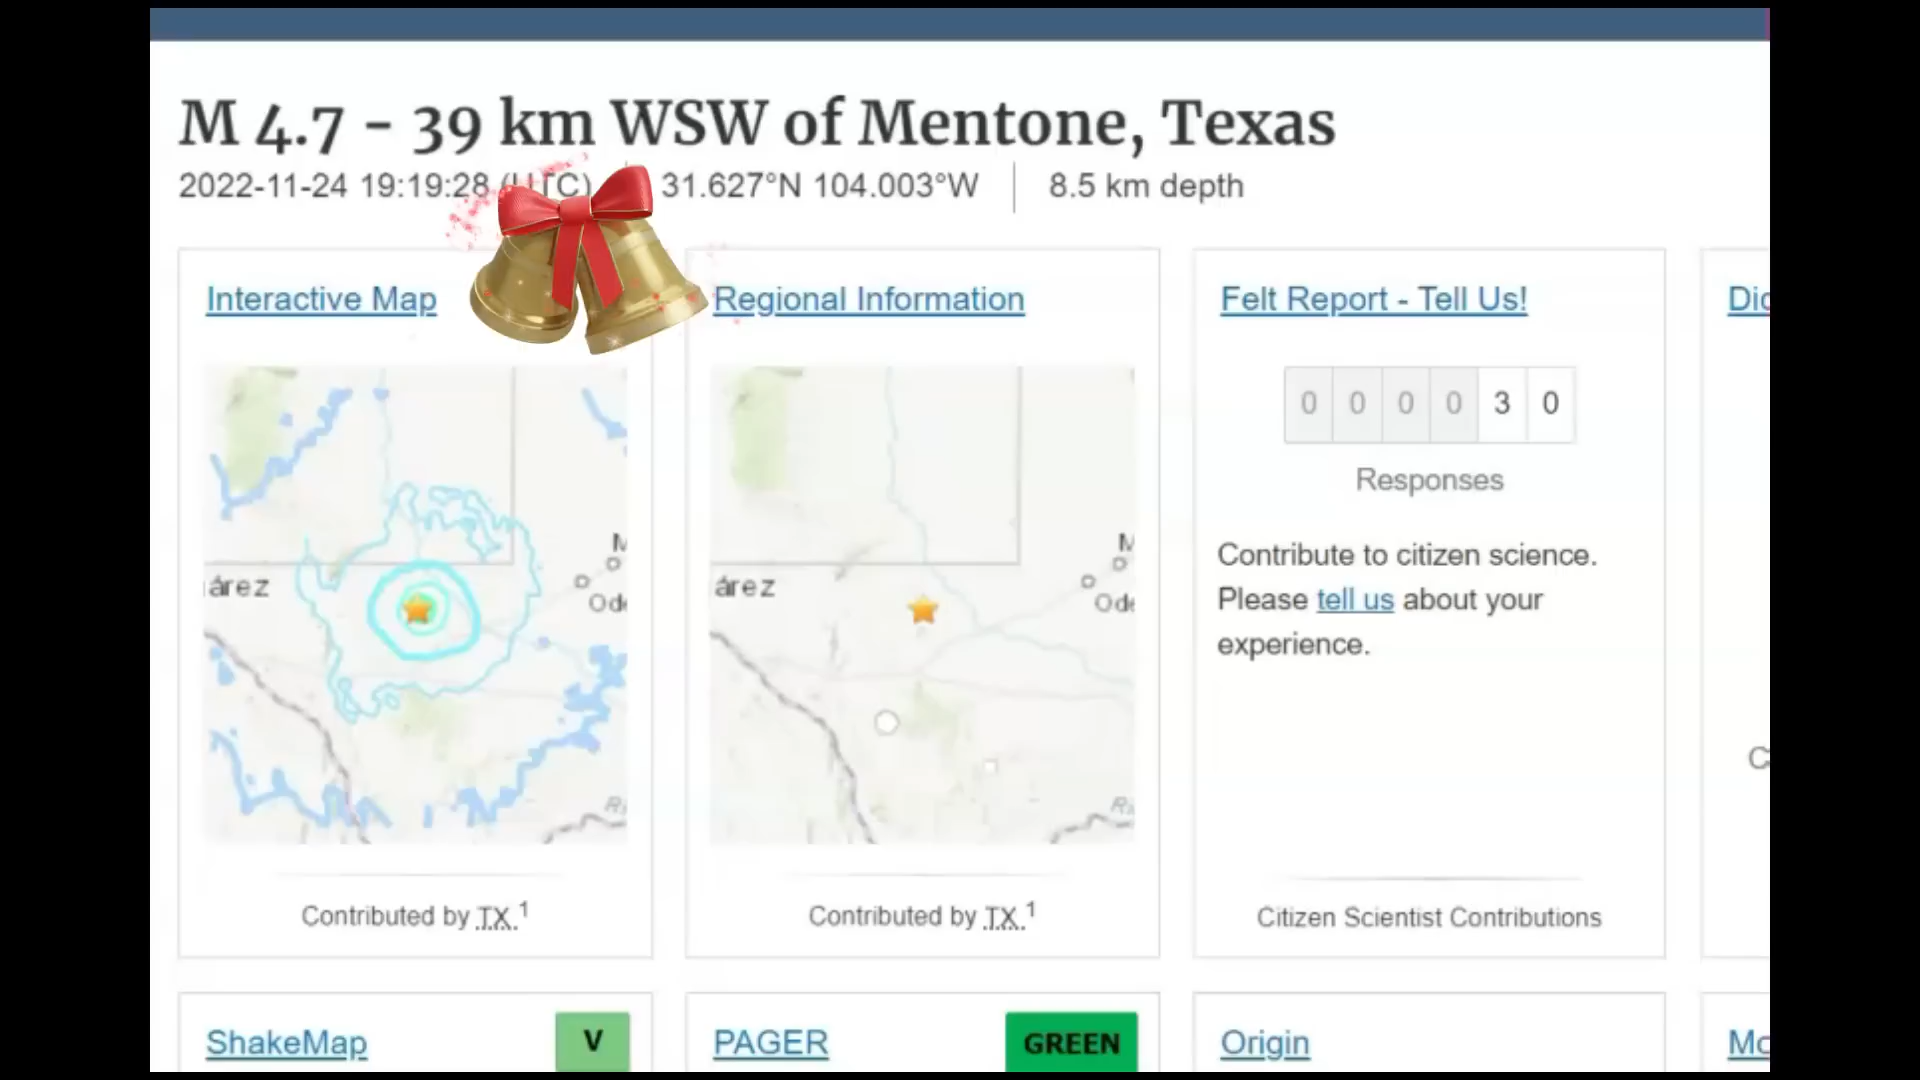 M 4.7 - 39 km WSW of Mentone, Texas
2022-11-24 19:19:28 (UTC) 31.627°N 104.003°W 8.5 km depth
Interactive Map
Regional Information
Felt Report - Tell Us!
0 0 0 0 3 0
Responses
Contribute to citizen science.
Please tell us about your
experience.
árez
árez
Contributed by TX 1
Contributed by TX 1
Citizen Scientist Contributions
ShakeMap
V
PAGER
GREEN
Origin